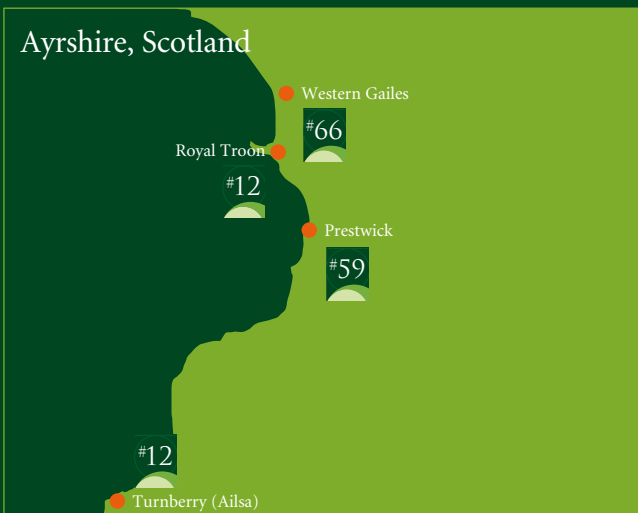 Ayrshire, Scotland
Western Gailes
#66
Royal Troon
#12
Prestwick
#59
#12
Turnberry (Ailsa)